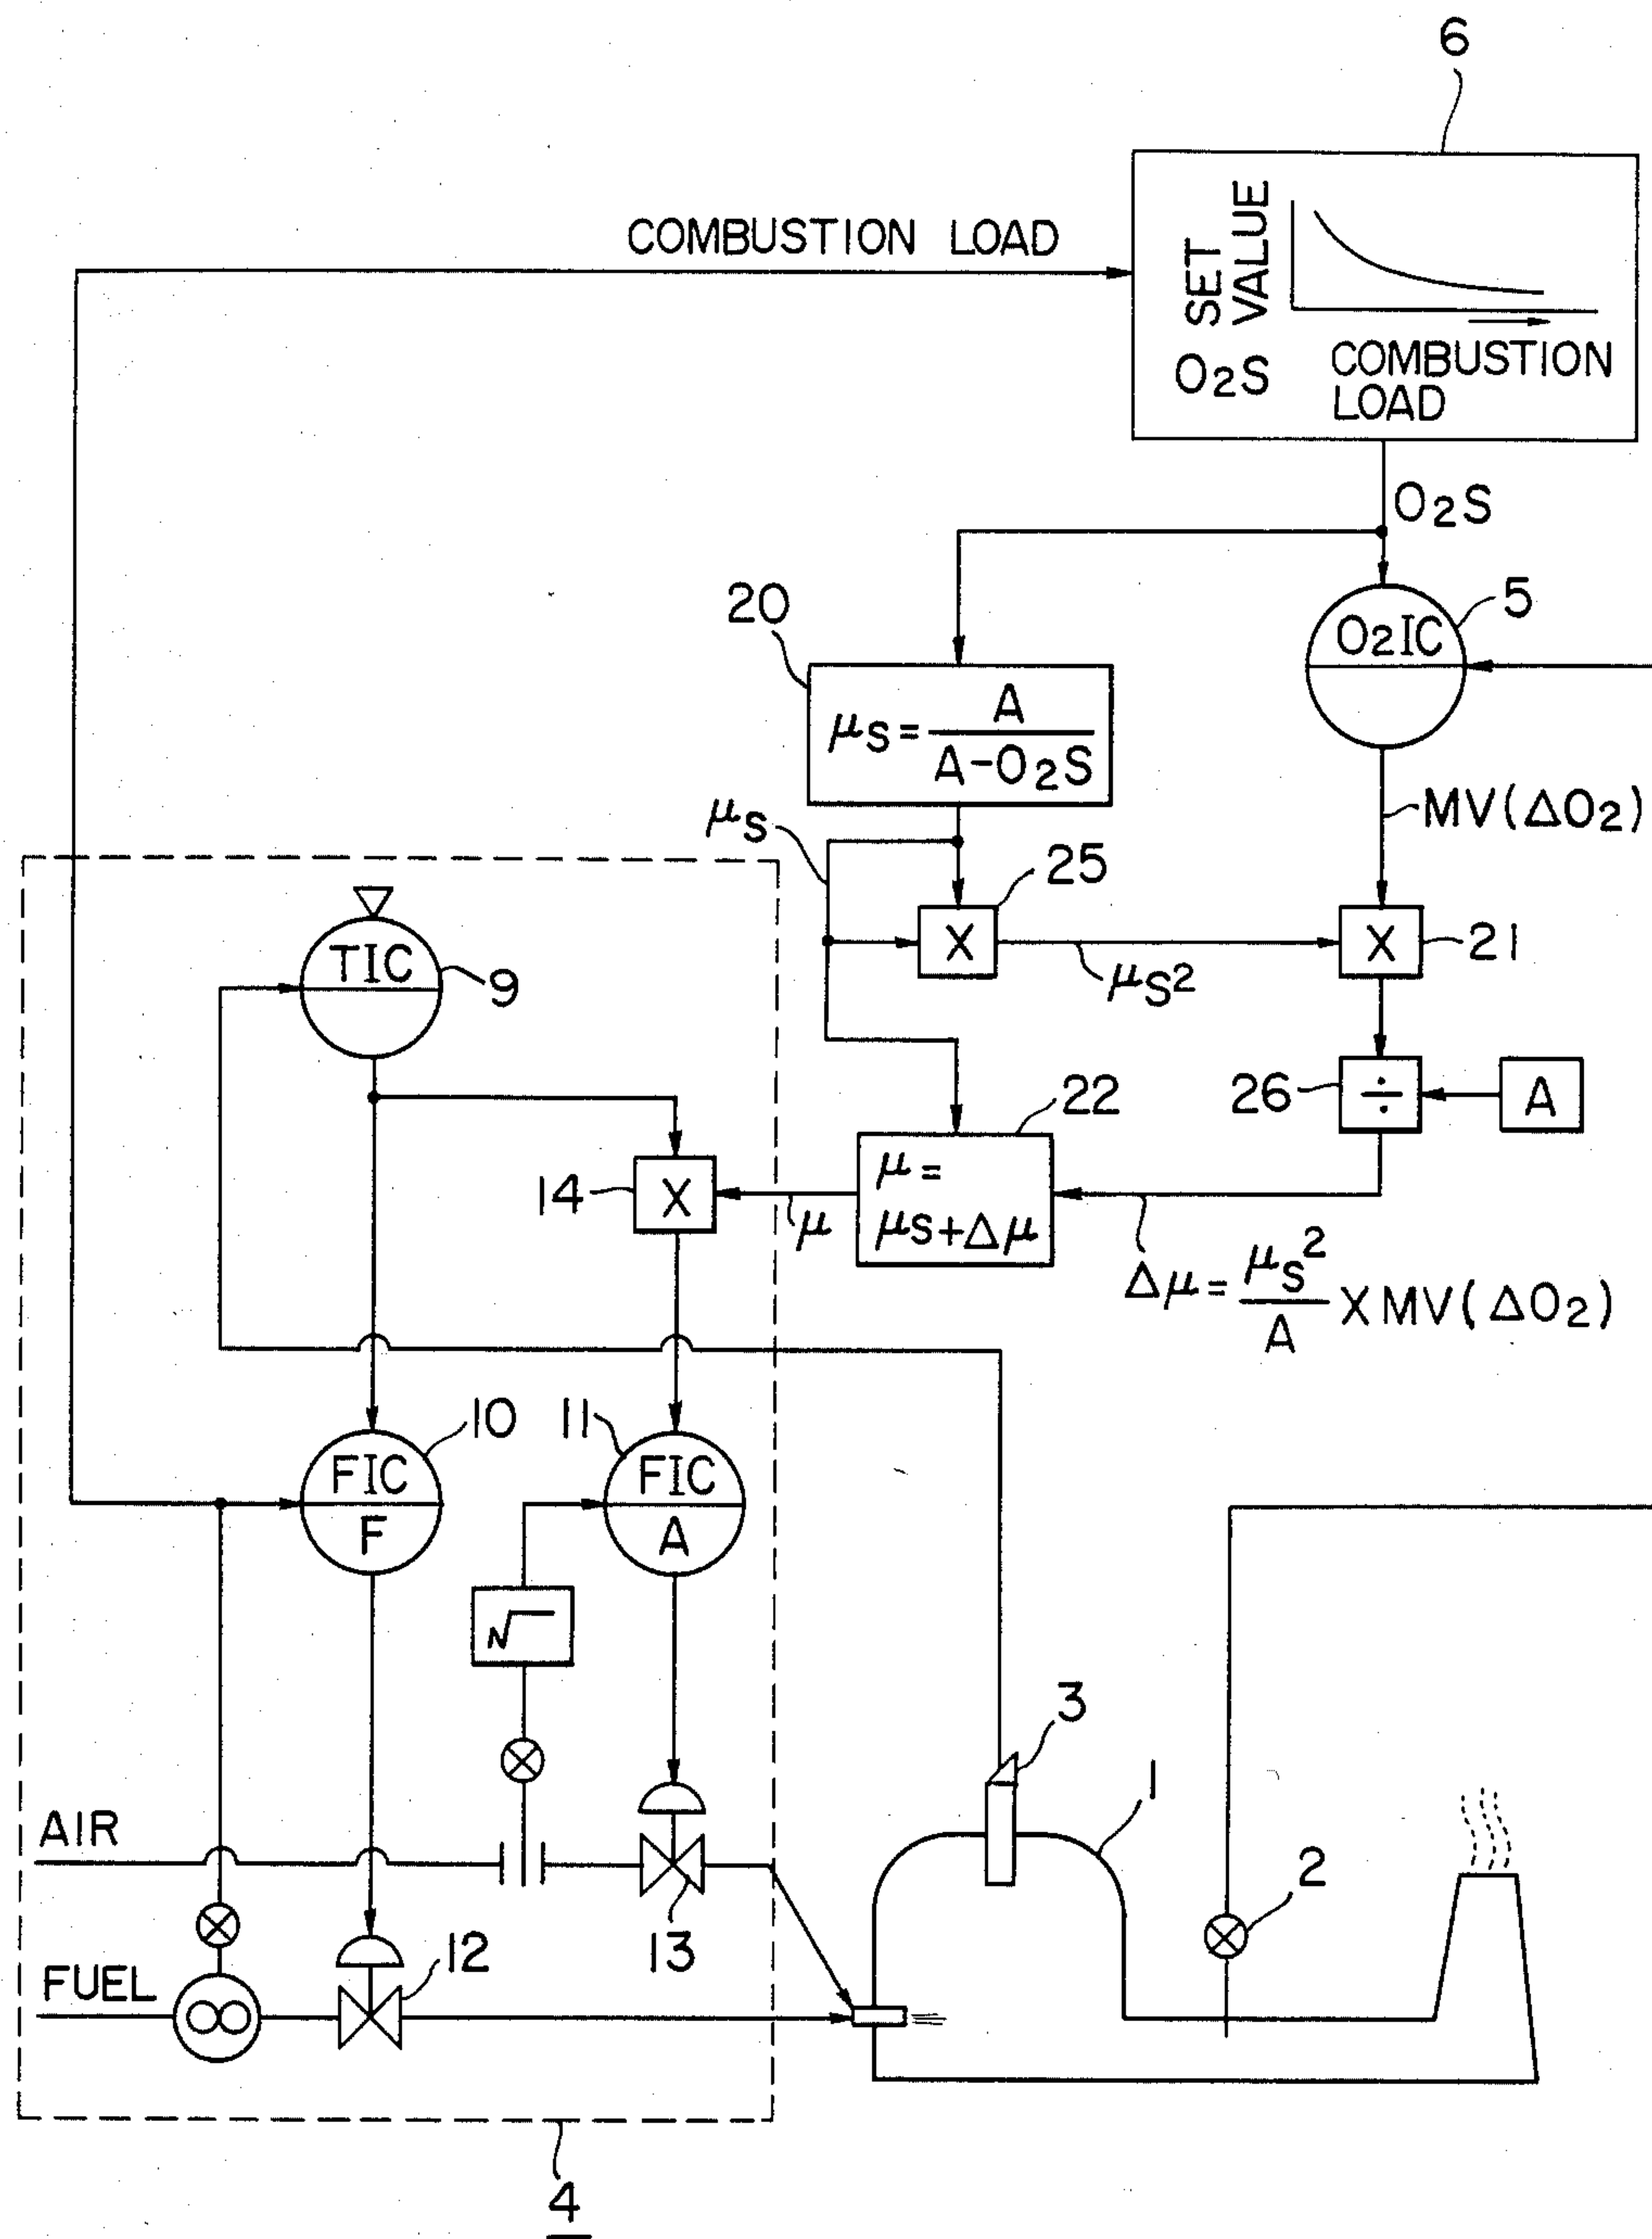 6
COMBUSTION LOAD
SET
VALUE
O2S
COMBUSTION
LOAD
O2S
20
5
O2IC
μS = A / A-O2S
MV(ΔO2)
μS
25
X
X
21
TIC
9
μS2
26
÷
A
22
14
X
μ
μ =
μS+Δμ
Δμ = μS2 / A X MV(ΔO2)
10
11
FIC
F
FIC
A
√
3
1
AIR
2
13
FUEL
12
4